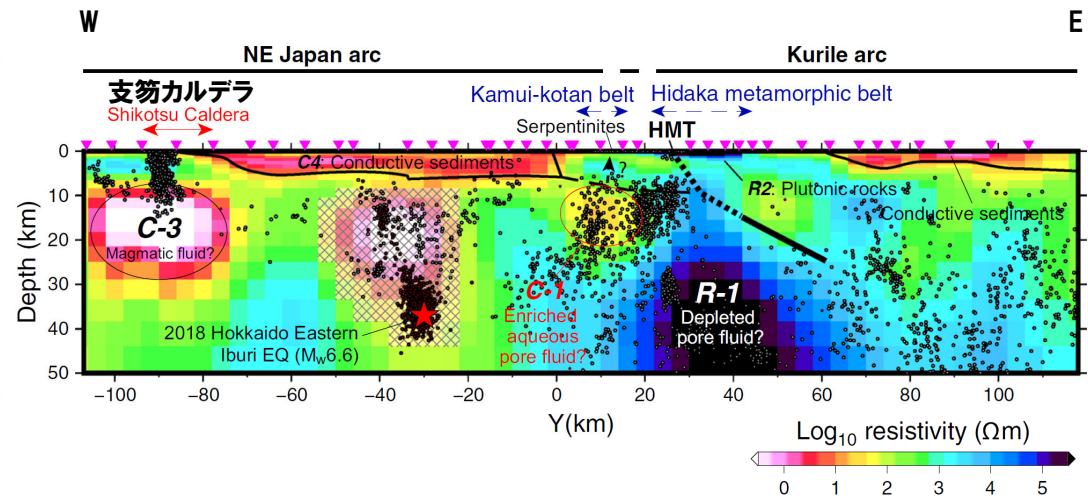 W
E
NE Japan arc
Kurile arc
支笏カルデラ
Shikotsu Caldera
Kamui-kotan belt
Hidaka metamorphic belt
Serpentinites
HMT
?
C4: Conductive sediments
R2: Plutonic rocks
Conductive sediments
C-3
Magmatic fluid?
C-1
Enriched
aqueous
pore fluid?
R-1
Depleted
pore fluid?
2018 Hokkaido Eastern
Iburi EQ (Mw6.6)
Depth (km)
0
10
20
30
40
50
−100 −80 −60 −40 −20 0 20 40 60 80 100
Y(km)
Log10 resistivity (Ωm)
0 1 2 3 4 5